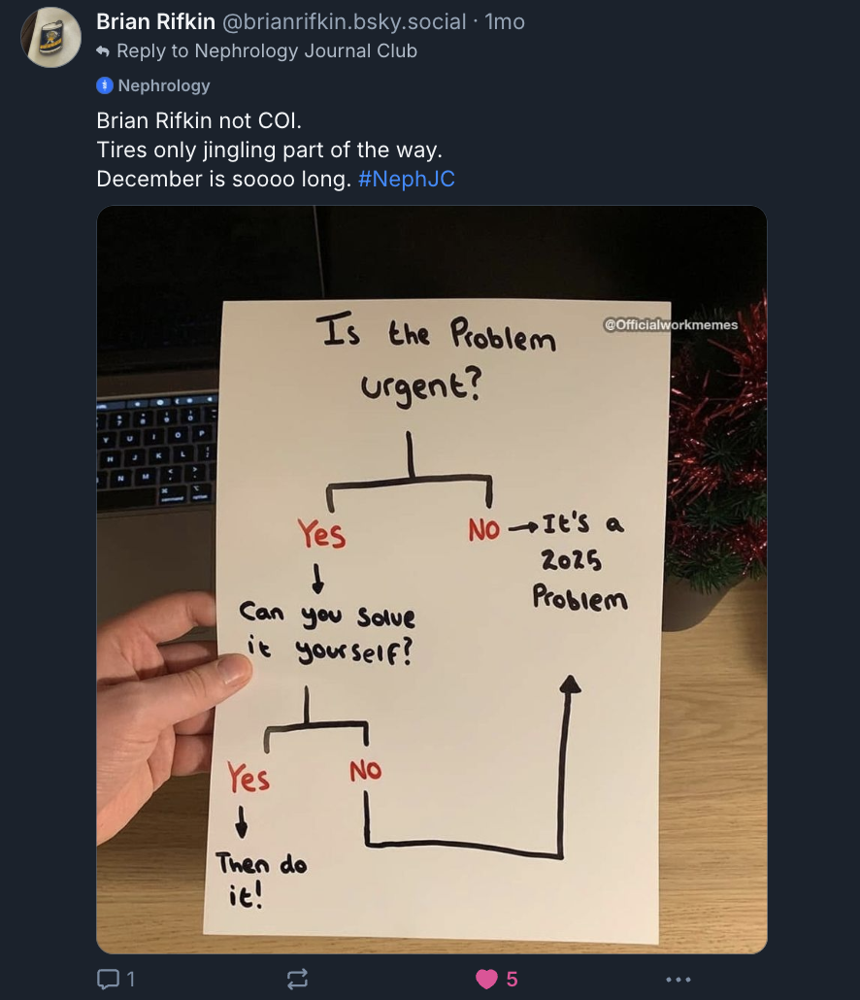 Brian Rifkin @brianrifkin.bsky.social · 1mo
Reply to Nephrology Journal Club
Nephrology
Brian Rifkin not COI.
Tires only jingling part of the way.
December is soooo long. #NephJC
@Officialworkmemes
Is the Problem
urgent?
Yes
No → It's a
2025
Problem
Can you solve
it yourself?
Yes
No
Then do
it!
1
5